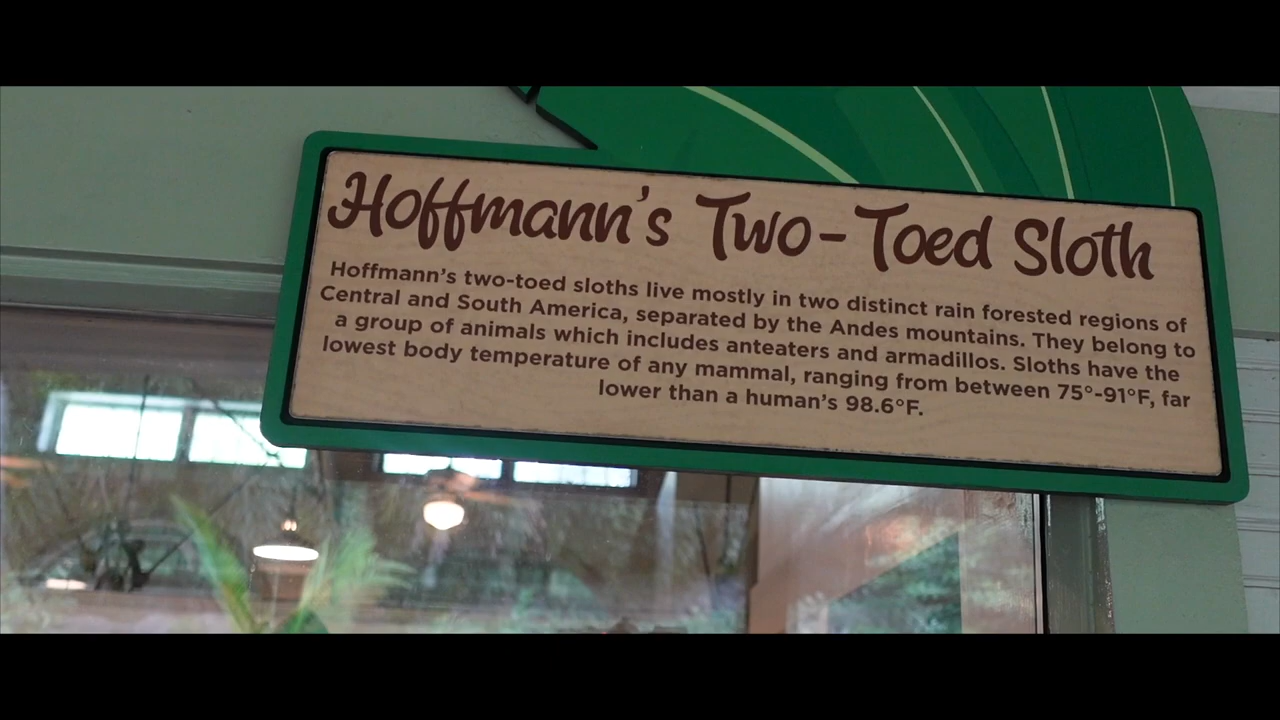 Hoffmann's Two-Toed Sloth
Hoffmann's two-toed sloths live mostly in two distinct rain forested regions of
Central and South America, separated by the Andes mountains. They belong to
a group of animals which includes anteaters and armadillos. Sloths have the
lowest body temperature of any mammal, ranging from between 75°-91°F, far
lower than a human's 98.6°F.